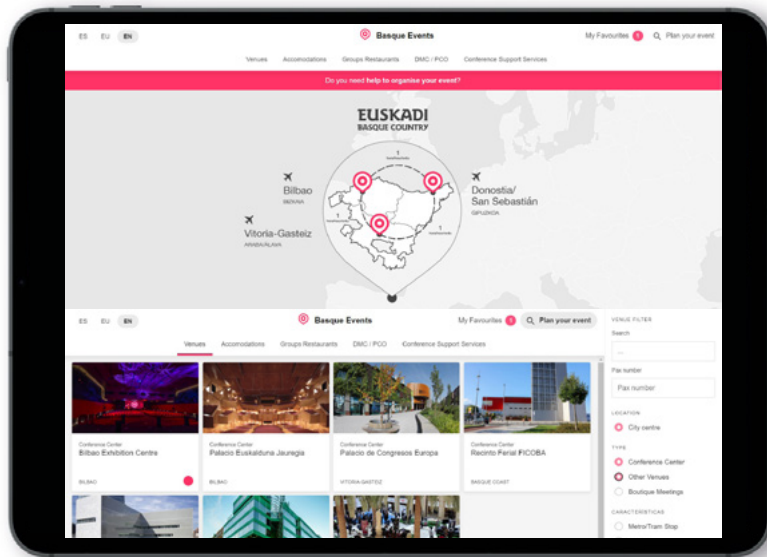 ES EU EN
Basque Events
My Favourites 1 Plan your event
Venues Accomodations Groups Restaurants DMC / PCO Conference Support Services
Do you need help to organise your event?
EUSKADI
BASQUE COUNTRY
1
Bilbao
BIZKAIA
Donostia/
San Sebastián
GIPUZKOA
Vitoria-Gasteiz
ARABA/ÁLAVA
1
1
ES EU EN
Basque Events
My Favourites 1 Plan your event
Venues Accomodations Groups Restaurants DMC / PCO Conference Support Services
Conference Center
Bilbao Exhibition Centre
BILBAO
Conference Center
Palacio Euskalduna Jauregia
BILBAO
Conference Center
Palacio de Congresos Europa
VITORIA-GASTEIZ
Conference Center
Recinto Ferial FICOBA
BASQUE COAST
VENUE FILTER
Search
...
Pax number
Pax number
LOCATION
City centre
TYPE
Conference Center
Other Venues
Boutique Meetings
CARACTERÍSTICAS
Metro/Train Stop